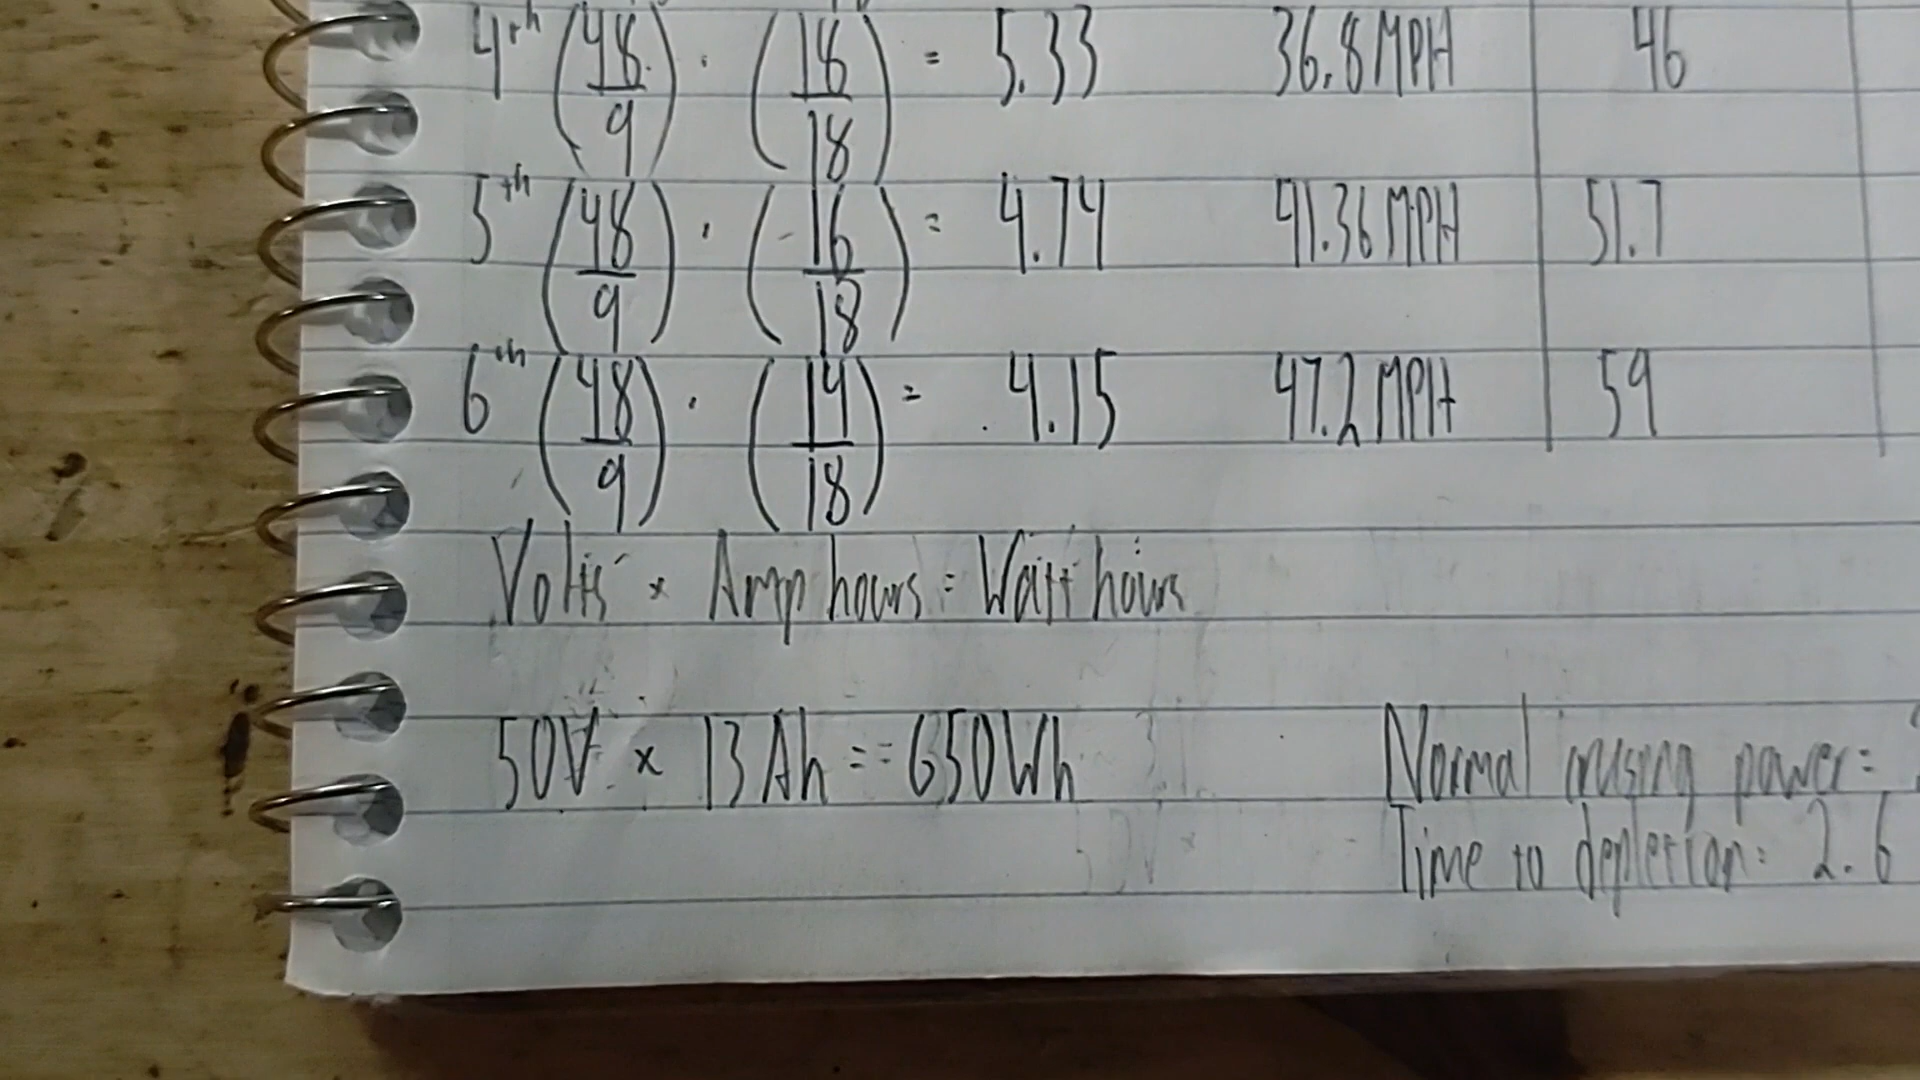 4th (48/9) · (18/18) = 5.33 36.8 MPH 46
5th (48/9) · (16/18) = 4.74 41.36 MPH 51.7
6th (48/9) · (14/18) = 4.15 47.2 MPH 59
Volts × Amp hours = Watt hours
50V × 13 Ah = = 650Wh Normal crusing power:
Time to depletion: 2.6